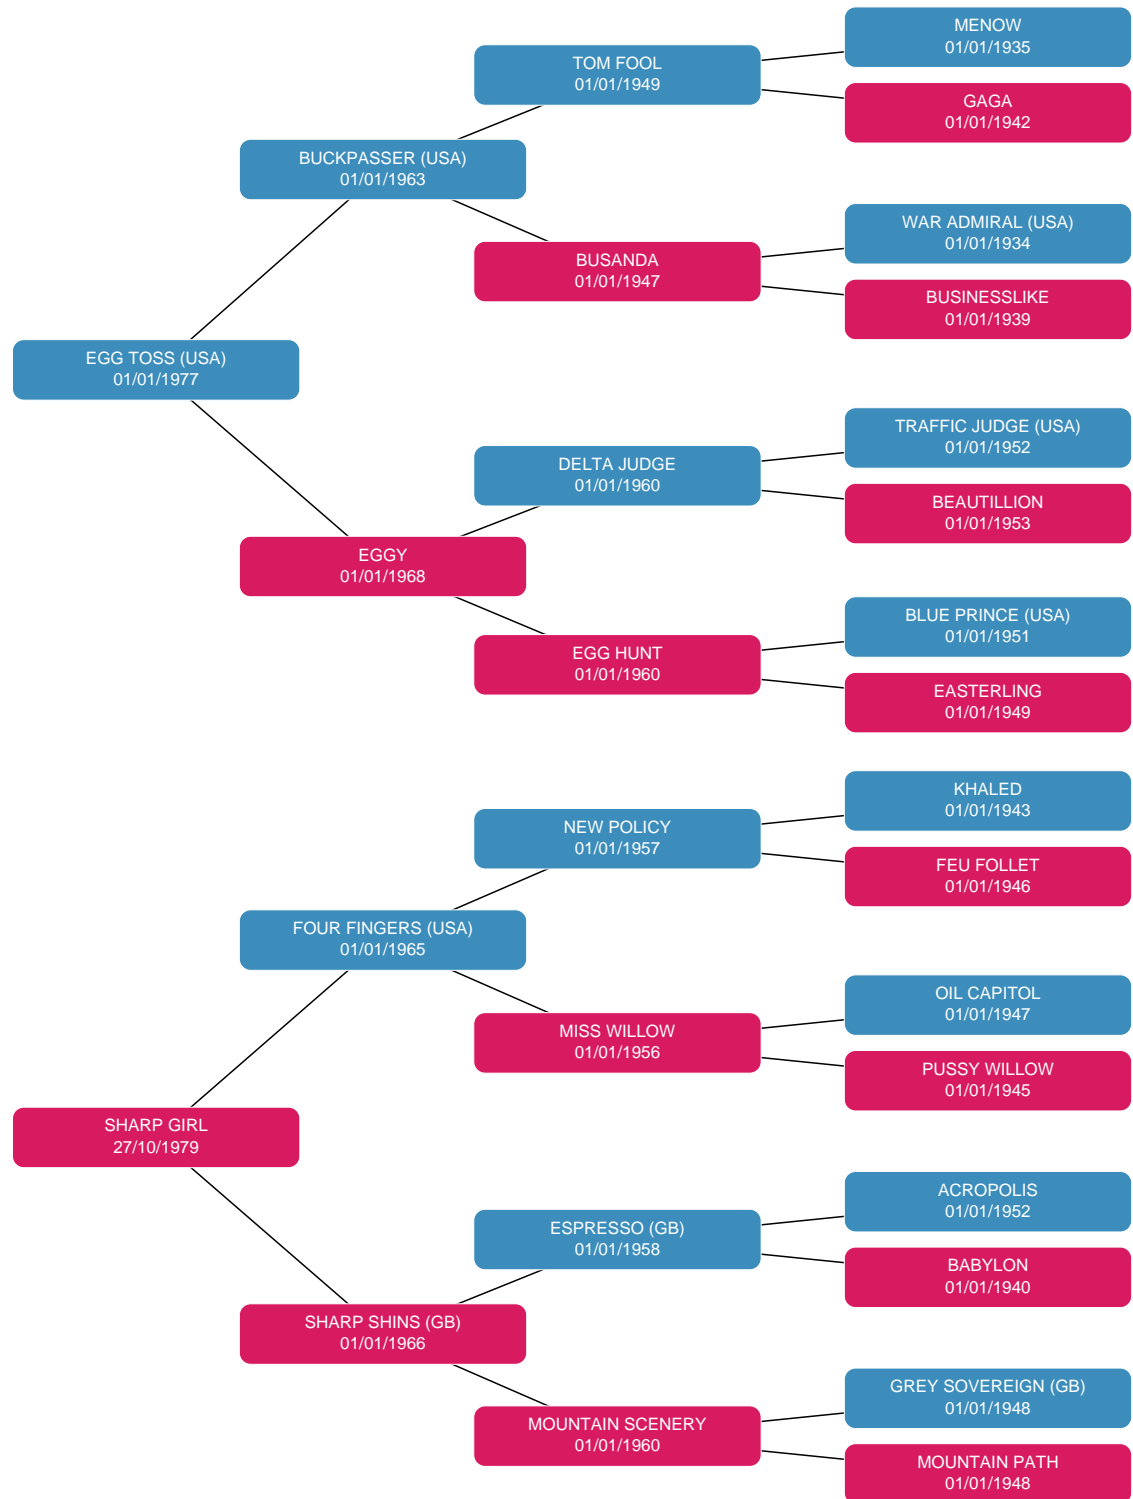 MENOW
01/01/1935
TOM FOOL
01/01/1949
GAGA
01/01/1942
BUCKPASSER (USA)
01/01/1963
WAR ADMIRAL (USA)
01/01/1934
BUSANDA
01/01/1947
BUSINESSLIKE
01/01/1939
EGG TOSS (USA)
01/01/1977
TRAFFIC JUDGE (USA)
01/01/1952
DELTA JUDGE
01/01/1960
BEAUTILLION
01/01/1953
EGGY
01/01/1968
BLUE PRINCE (USA)
01/01/1951
EGG HUNT
01/01/1960
EASTERLING
01/01/1949
KHALED
01/01/1943
NEW POLICY
01/01/1957
FEU FOLLET
01/01/1946
FOUR FINGERS (USA)
01/01/1965
OIL CAPITOL
01/01/1947
MISS WILLOW
01/01/1956
PUSSY WILLOW
01/01/1945
SHARP GIRL
27/10/1979
ACROPOLIS
01/01/1952
ESPRESSO (GB)
01/01/1958
BABYLON
01/01/1940
SHARP SHINS (GB)
01/01/1966
GREY SOVEREIGN (GB)
01/01/1948
MOUNTAIN SCENERY
01/01/1960
MOUNTAIN PATH
01/01/1948